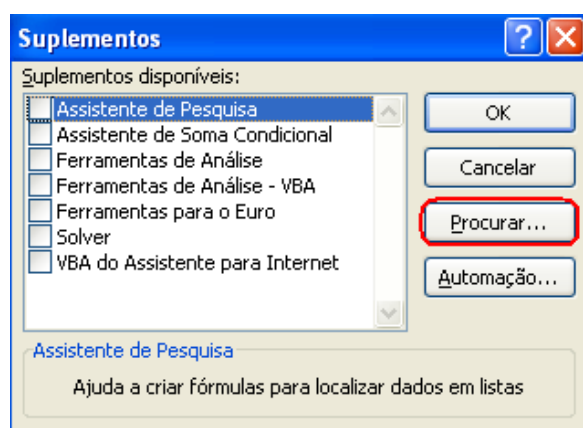 Suplementos
Suplementos disponíveis:
Assistente de Pesquisa
Assistente de Soma Condicional
Ferramentas de Análise
Ferramentas de Análise - VBA
Ferramentas para o Euro
Solver
VBA do Assistente para Internet
OK
Cancelar
Procurar...
Automação...
Assistente de Pesquisa
Ajuda a criar fórmulas para localizar dados em listas